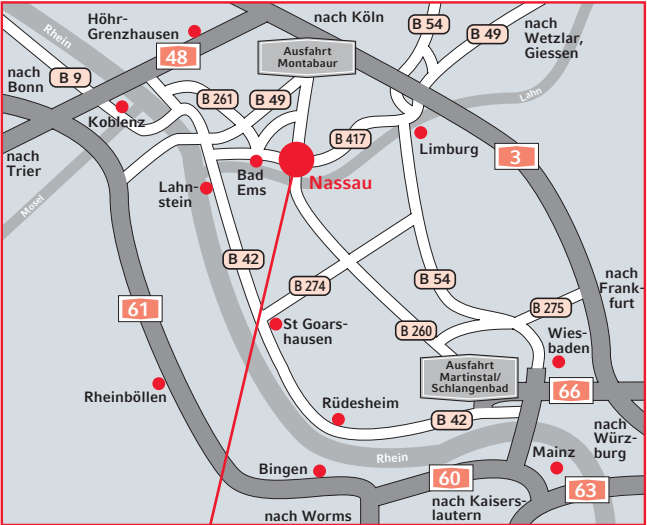 Höhr-
Grenzhausen
nach Köln
B 54
B 49
nach
Wetzlar,
Giessen
Rhein
48
Ausfahrt
Montabaur
nach
Bonn
B 9
B 261
B 49
Lahn
Koblenz
B 417
Limburg
3
nach
Trier
Bad
Ems
Nassau
Lahn-
stein
Mosel
B 42
B 274
B 54
nach
Frank-
furt
61
B 275
St Goars-
hausen
B 260
Wies-
baden
Ausfahrt
Martinstal/
Schlangenbad
66
Rheinböllen
Rüdesheim
B 42
nach
Würz-
burg
Rhein
Mainz
Bingen
60
63
nach Kaisers-
lautern
nach Worms